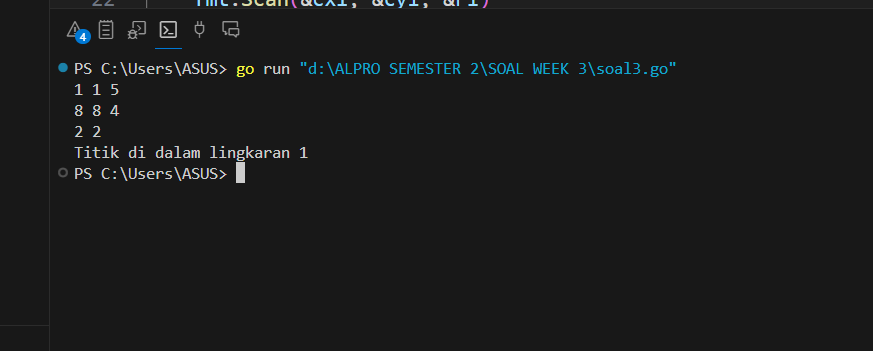 22 fmt.Scan(&cx1, &cy1, &r1)
4
PS C:\Users\ASUS> go run "d:\ALPRO SEMESTER 2\SOAL WEEK 3\soal3.go"
1 1 5
8 8 4
2 2
Titik di dalam lingkaran 1
PS C:\Users\ASUS>